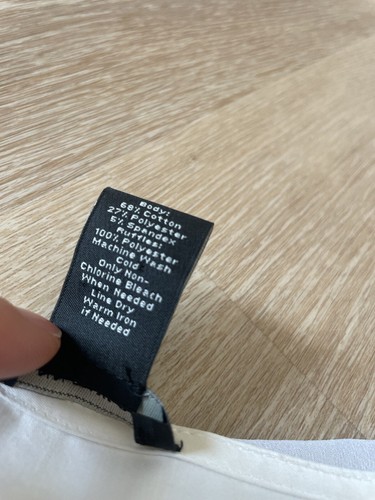 Body:
68% Cotton
27% Polyester
5% Spandex
Ruffles:
100% Polyester
Machine Wash
Cold
Only Non-
Chlorine Bleach
When Needed
Line Dry
Warm Iron
if Needed